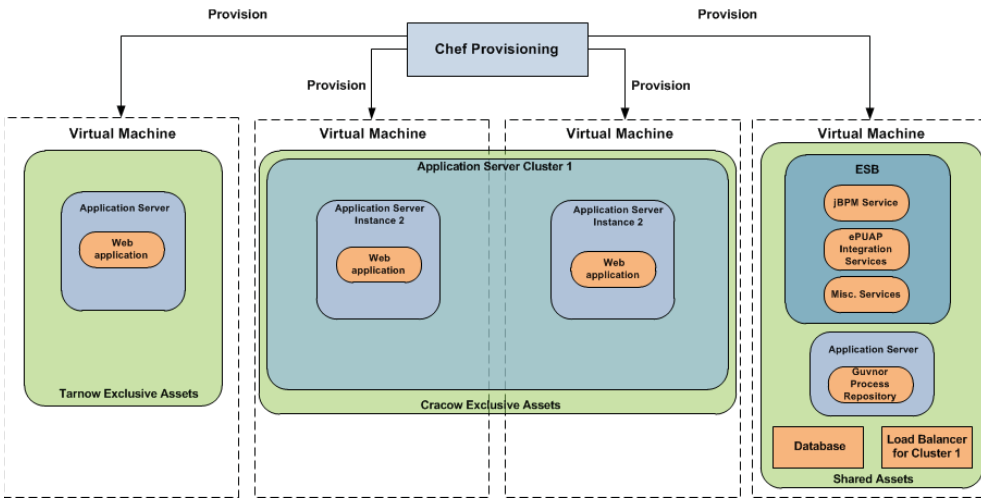 Provision
Provision
Chef Provisioning
Provision
Provision
Virtual Machine
Virtual Machine
Virtual Machine
Virtual Machine
Application Server
Web
application
Tarnow Exclusive Assets
Application Server Cluster 1
Application Server
Instance 2
Web
application
Application Server
Instance 2
Web
application
Cracow Exclusive Assets
ESB
jBPM Service
ePUAP
Integration
Services
Misc. Services
Application Server
Guvnor
Process
Repository
Database
Load Balancer
for Cluster 1
Shared Assets